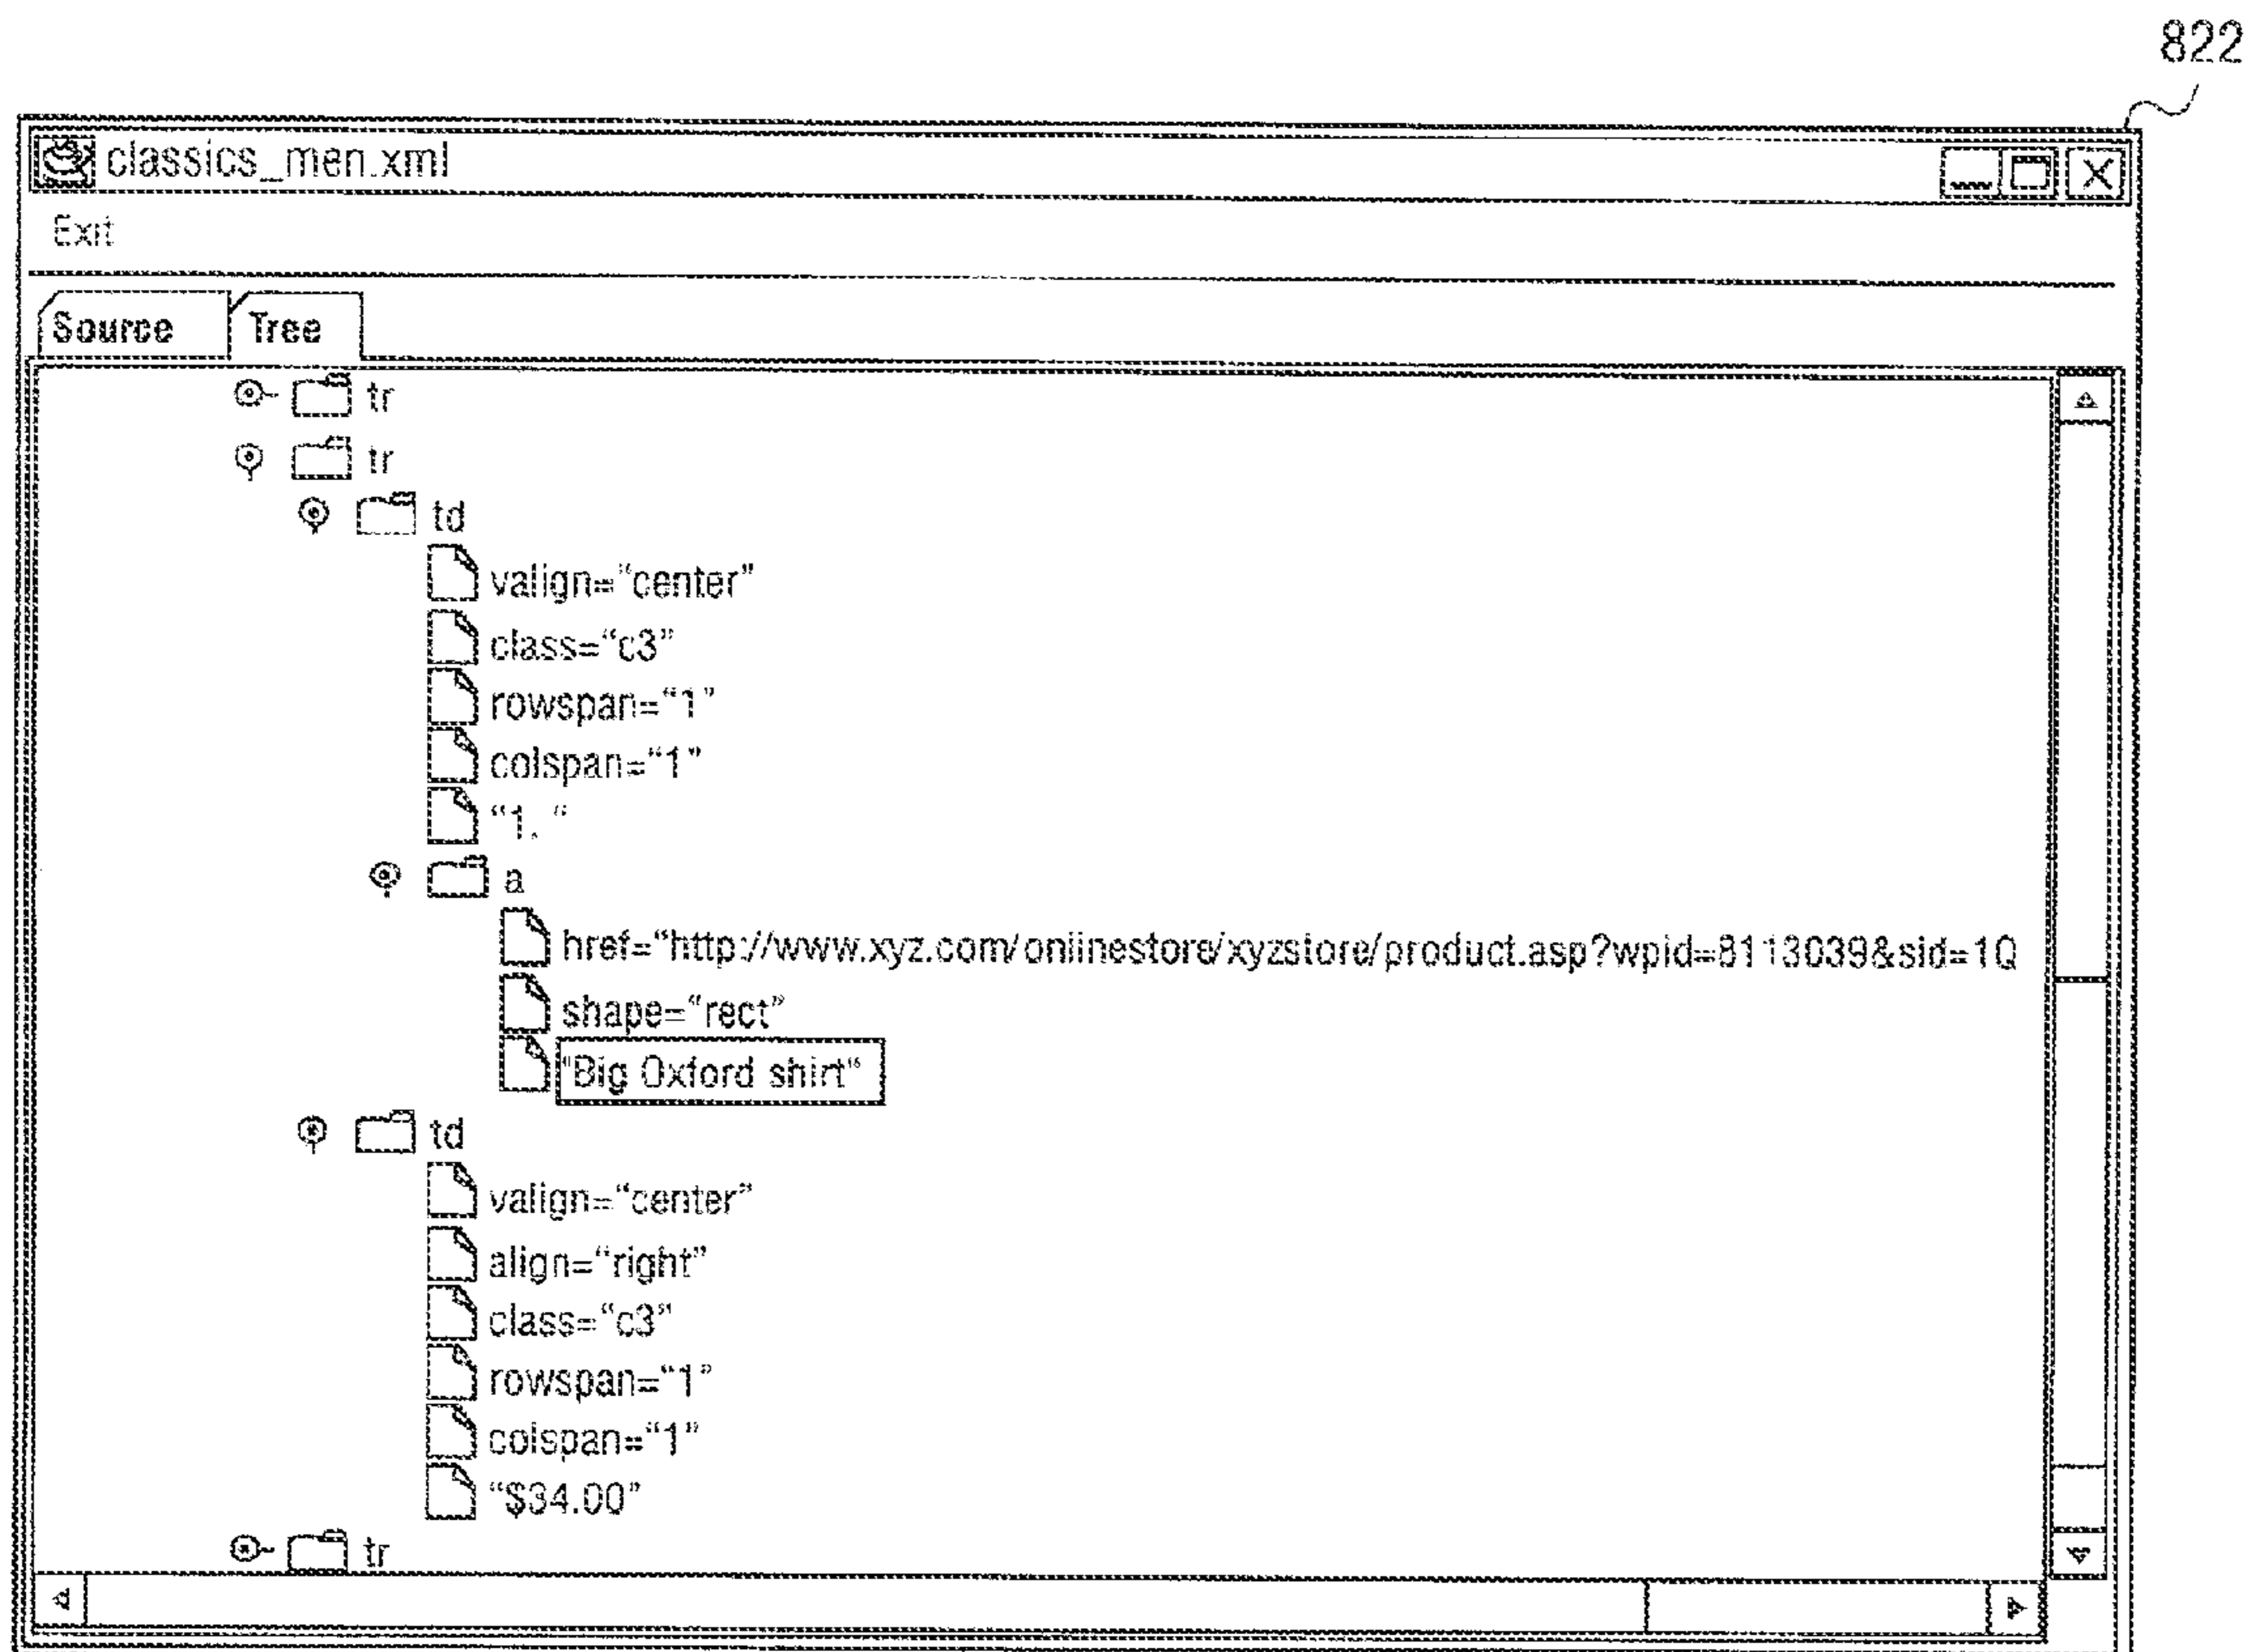 822
classics_men.xml
Exit
Source Tree
tr
tr
td
valign="center"
class="c3"
rowspan="1"
colspan="1"
"1. "
a
href="http://www.xyz.com/onlinestore/xyzstore/product.asp?wpid=8113039&sid=1Q
shape="rect"
"Big Oxford shirt"
td
valign="center"
align="right"
class="c3"
rowspan="1"
colspan="1"
"$34.00"
tr